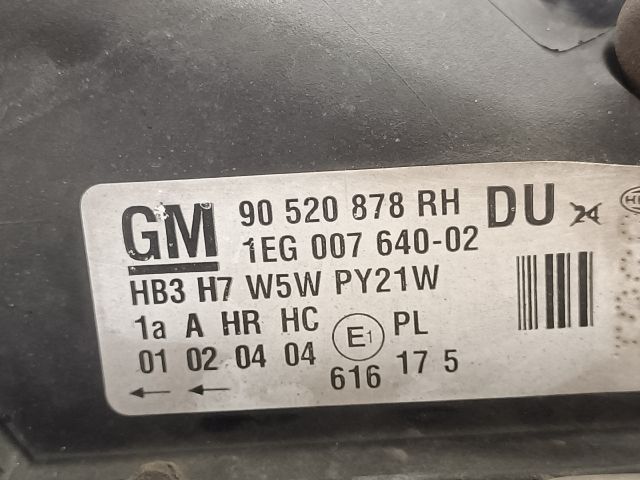 GM 90 520 878 RH DU 24
1EG 007 640-02
HB3 H7 W5W PY21W
1a A HR HC E1 PL
01 02 04 04
616 17 5